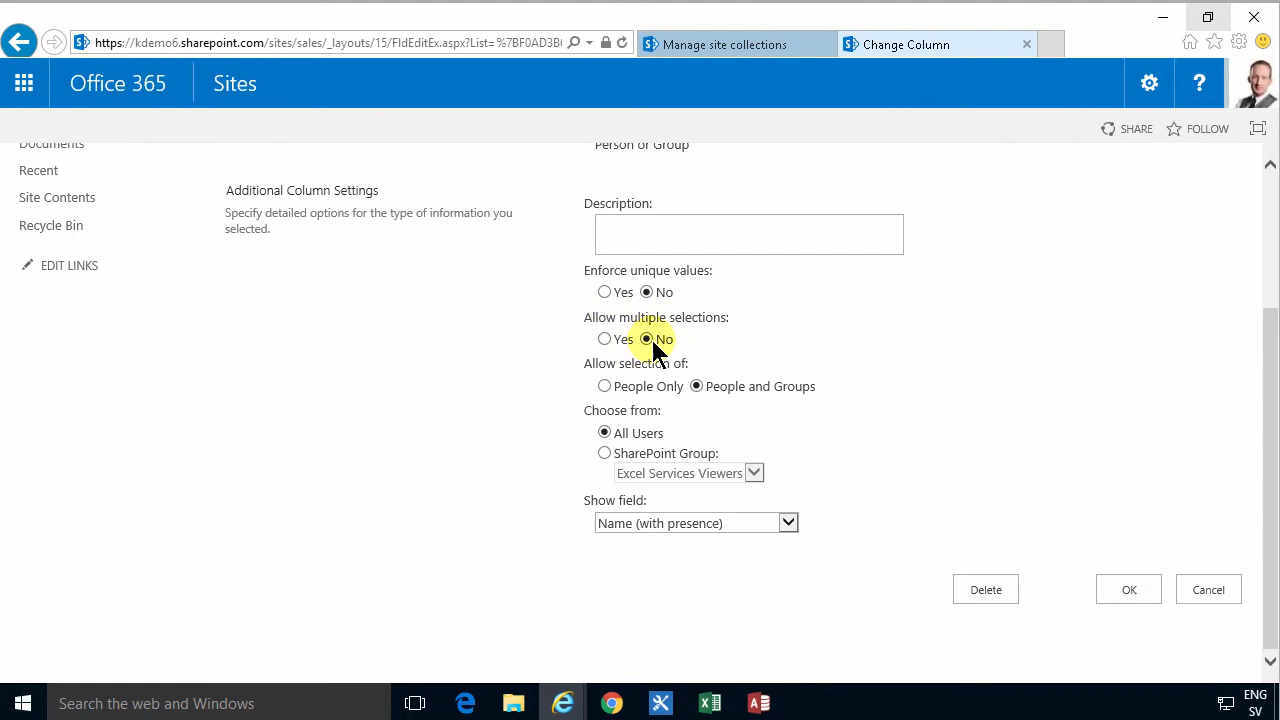 https://kdemo6.sharepoint.com/sites/sales/_layouts/15/FldEditEx.aspx?List=%7BF0AD3B
Manage site collections
Change Column
Office 365
Sites
?
SHARE
FOLLOW
Documents
Recent
Site Contents
Recycle Bin
EDIT LINKS
Person or Group
Additional Column Settings
Specify detailed options for the type of information you
selected.
Description:
Enforce unique values:
Yes No
Allow multiple selections:
Yes No
Allow selection of:
People Only People and Groups
Choose from:
All Users
SharePoint Group:
Excel Services Viewers
Show field:
Name (with presence)
Delete
OK
Cancel
Search the web and Windows
ENG
SV